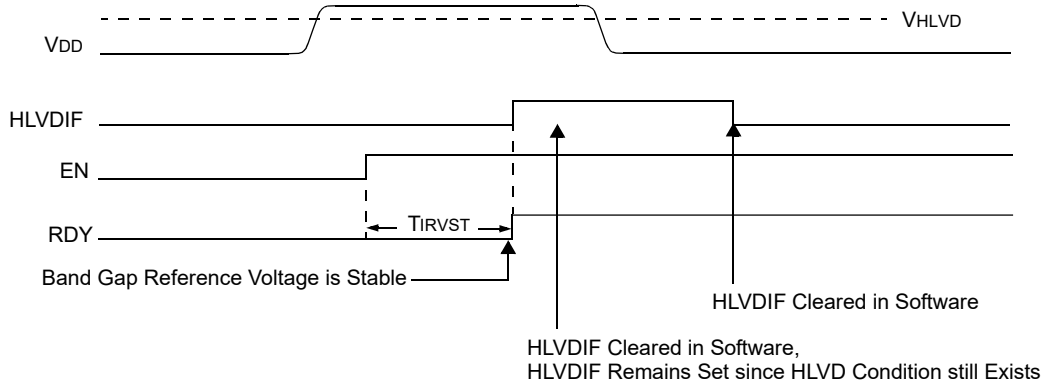 VHLVD
VDD
HLVDIF
EN
TIRVST
RDY
Band Gap Reference Voltage is Stable
HLVDIF Cleared in Software
HLVDIF Cleared in Software,
HLVDIF Remains Set since HLVD Condition still Exists